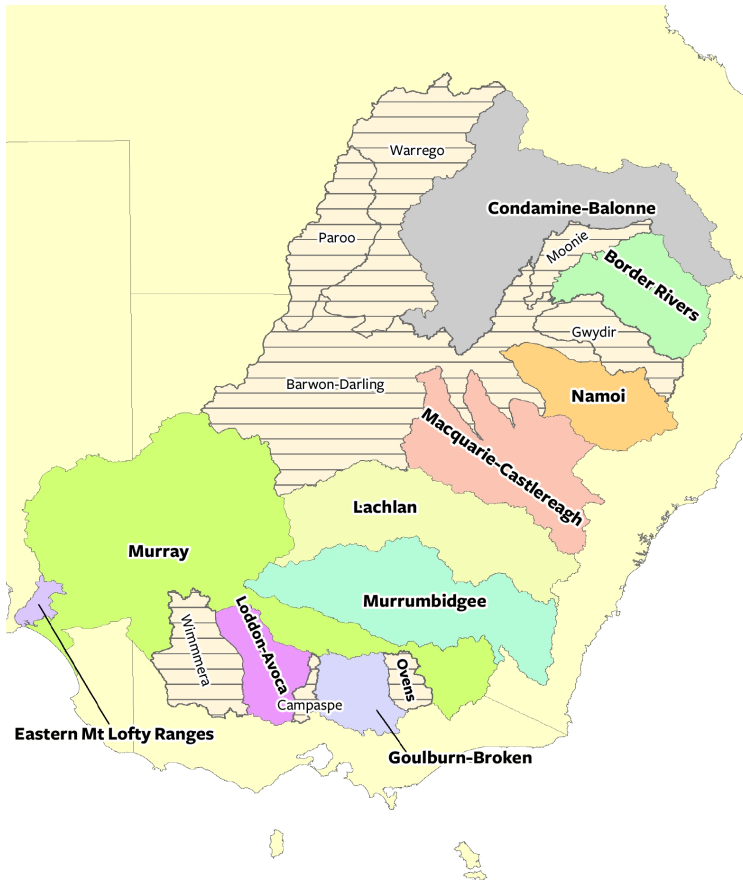 Warrego
Condamine-Balonne
Paroo
Moonie
Border Rivers
Gwydir
Barwon-Darling
Namoi
Macquarie-Castlereagh
Lachlan
Murray
Murrumbidgee
Loddon-Avoca
Wimmmera
Ovens
Campaspe
Eastern Mt Lofty Ranges
Goulburn-Broken